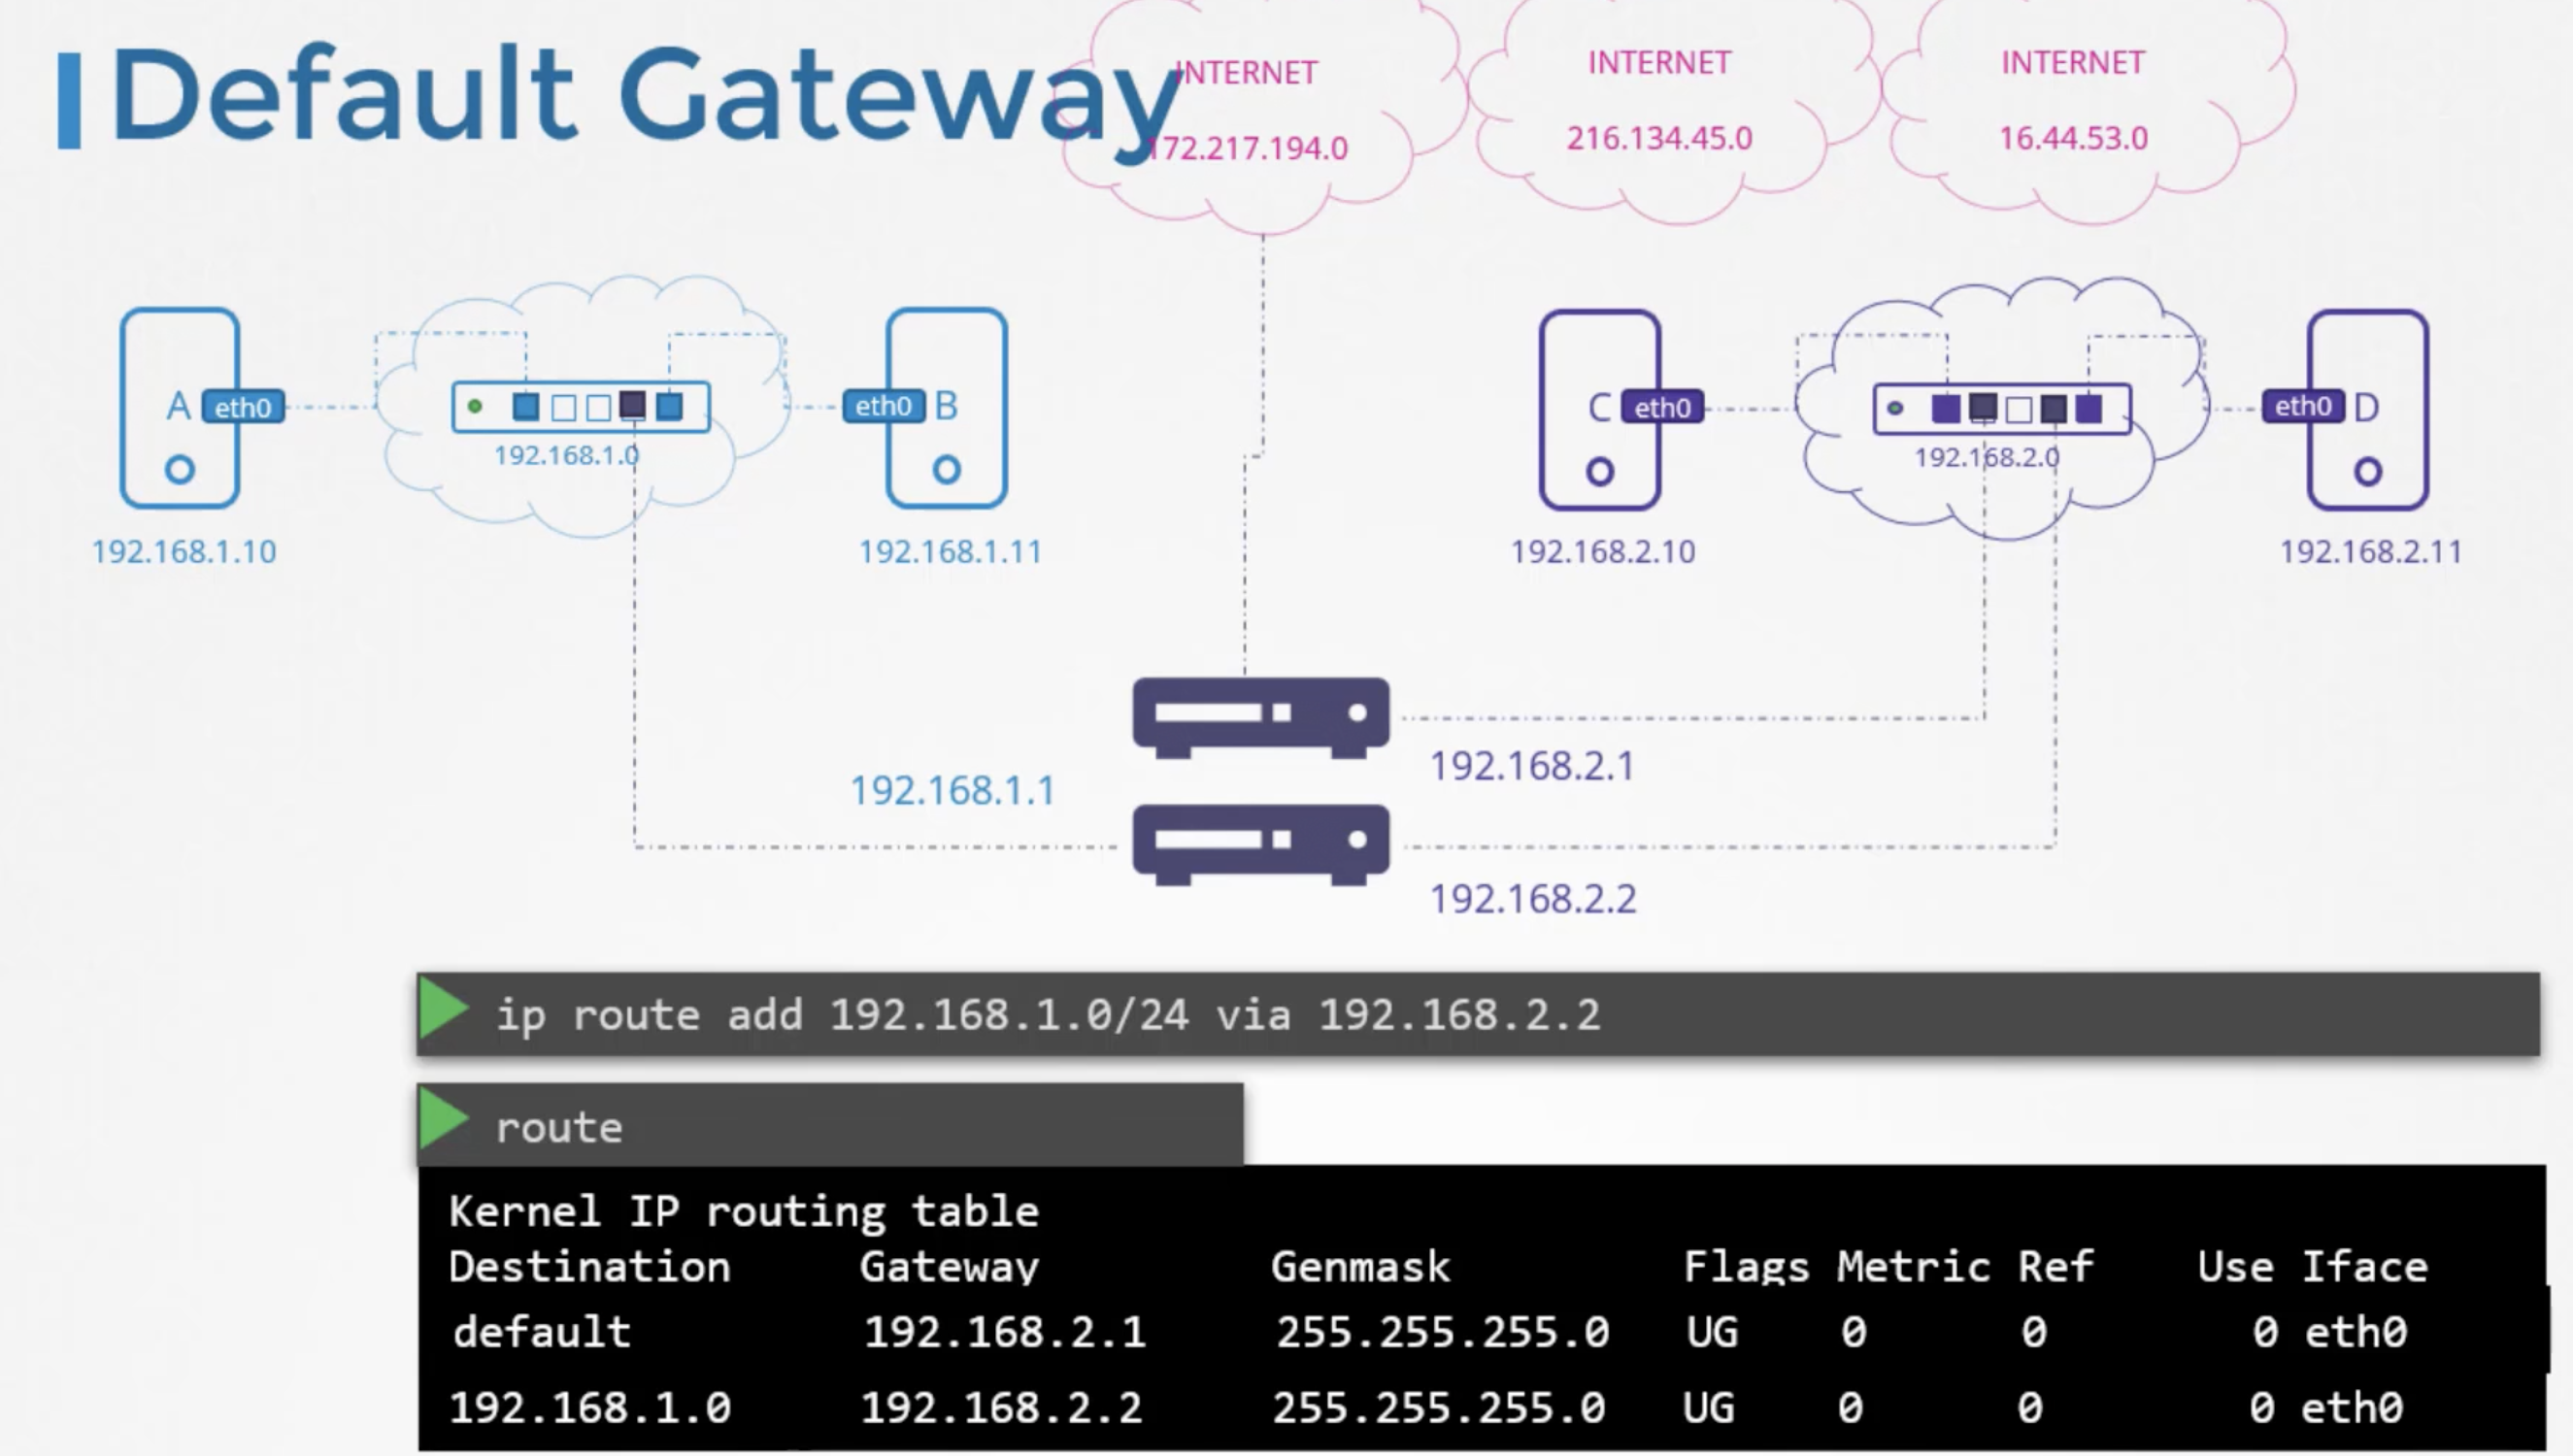 Default Gateway
INTERNET
172.217.194.0
INTERNET
216.134.45.0
INTERNET
16.44.53.0
A eth0
192.168.1.0
eth0 B
C eth0
192.168.2.0
eth0 D
192.168.1.10
192.168.1.11
192.168.2.10
192.168.2.11
192.168.2.1
192.168.1.1
192.168.2.2
ip route add 192.168.1.0/24 via 192.168.2.2
route
Kernel IP routing table
Destination Gateway Genmask Flags Metric Ref Use Iface
default 192.168.2.1 255.255.255.0 UG 0 0 0 eth0
192.168.1.0 192.168.2.2 255.255.255.0 UG 0 0 0 eth0